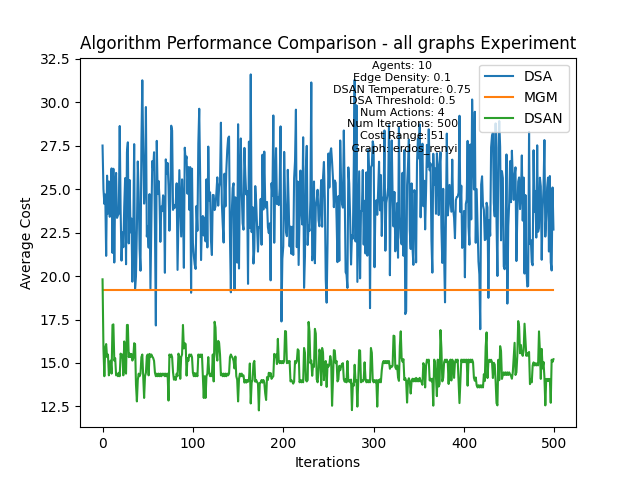 Algorithm Performance Comparison - all graphs Experiment
Agents: 10
Edge Density: 0.1
DSAN Temperature: 0.75
DSA Threshold: 0.5
Num Actions: 4
Num Iterations: 500
Cost Range: 51
Graph: erdos_renyi
DSA
MGM
DSAN
32.5
30.0
27.5
25.0
22.5
20.0
17.5
15.0
12.5
Average Cost
0
100
200
300
400
500
Iterations